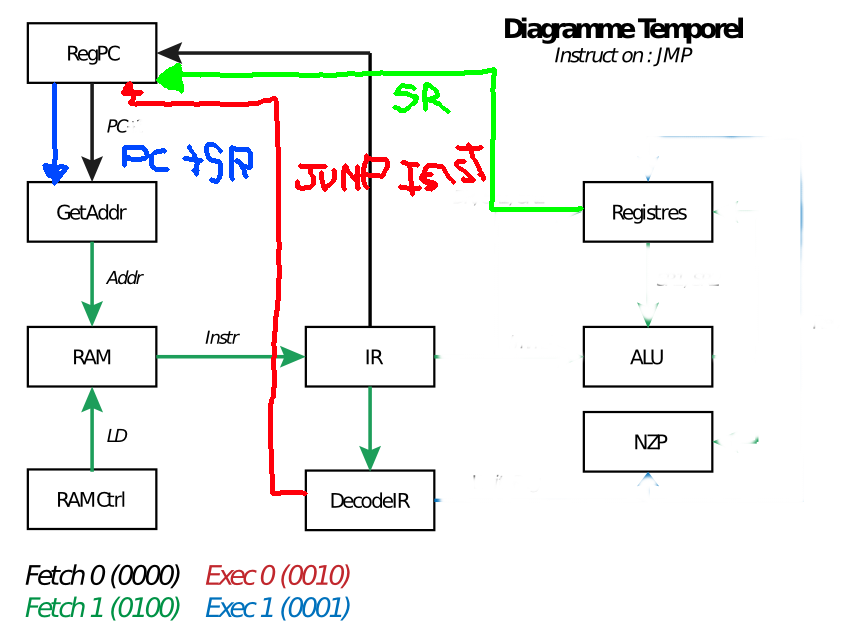 Diagramme Temporel
Instruct on : JMP
RegPC
SR
PC
PC + SR
JUMP
GetAddr
Registres
Addr
Instr
RAM
IR
ALU
LD
NZP
RAMCtrl
DecodeIR
Fetch 0 (0000) Exec 0 (0010)
Fetch 1 (0100) Exec 1 (0001)